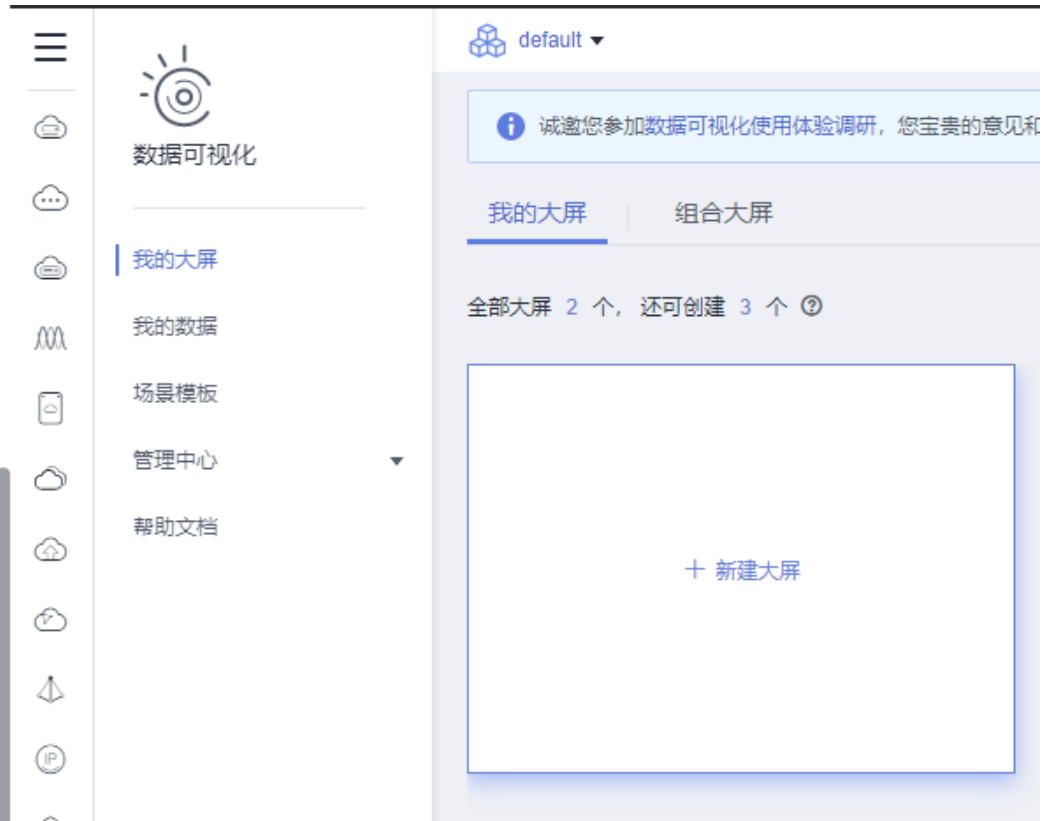 default
诚邀您参加数据可视化使用体验调研，您宝贵的意见和
数据可视化
我的大屏
我的数据
场景模板
管理中心
帮助文档
我的大屏 组合大屏
全部大屏 2 个，还可创建 3 个 ?
+ 新建大屏
IP